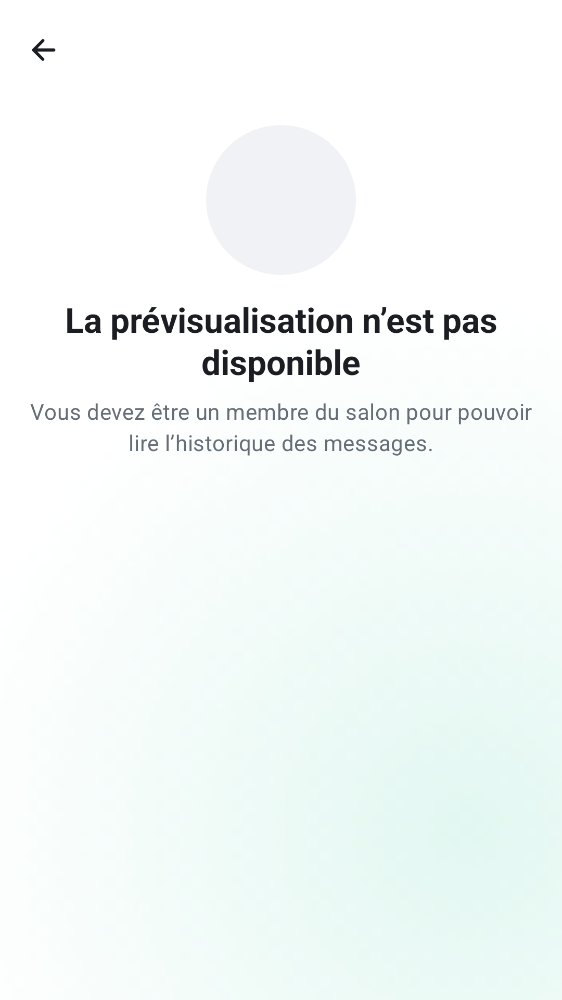 La prévisualisation n’est pas
disponible
Vous devez être un membre du salon pour pouvoir
lire l’historique des messages.